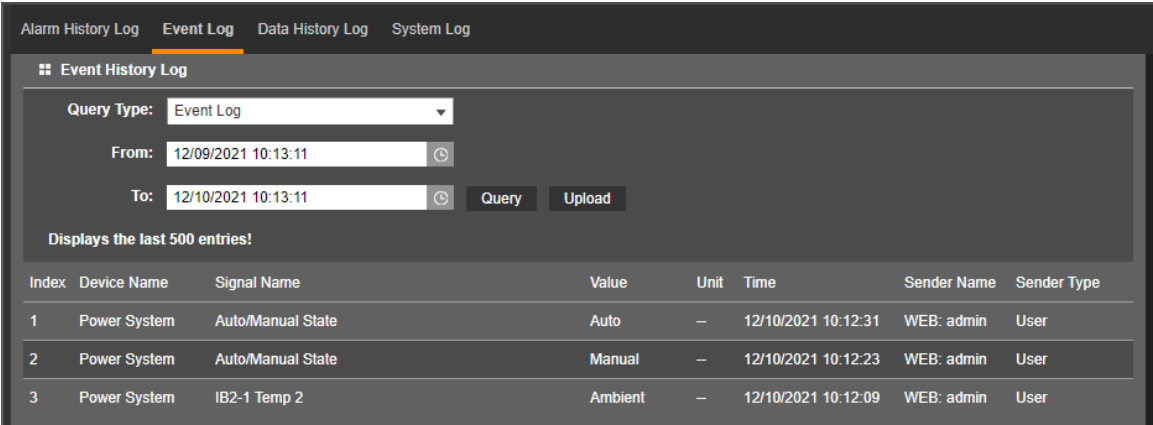 Alarm History Log Event Log Data History Log System Log
Event History Log
Query Type: Event Log
From: 12/09/2021 10:13:11
To: 12/10/2021 10:13:11 Query Upload
Displays the last 500 entries!
Index Device Name Signal Name Value Unit Time Sender Name Sender Type
1 Power System Auto/Manual State Auto -- 12/10/2021 10:12:31 WEB: admin User
2 Power System Auto/Manual State Manual -- 12/10/2021 10:12:23 WEB: admin User
3 Power System IB2-1 Temp 2 Ambient -- 12/10/2021 10:12:09 WEB: admin User